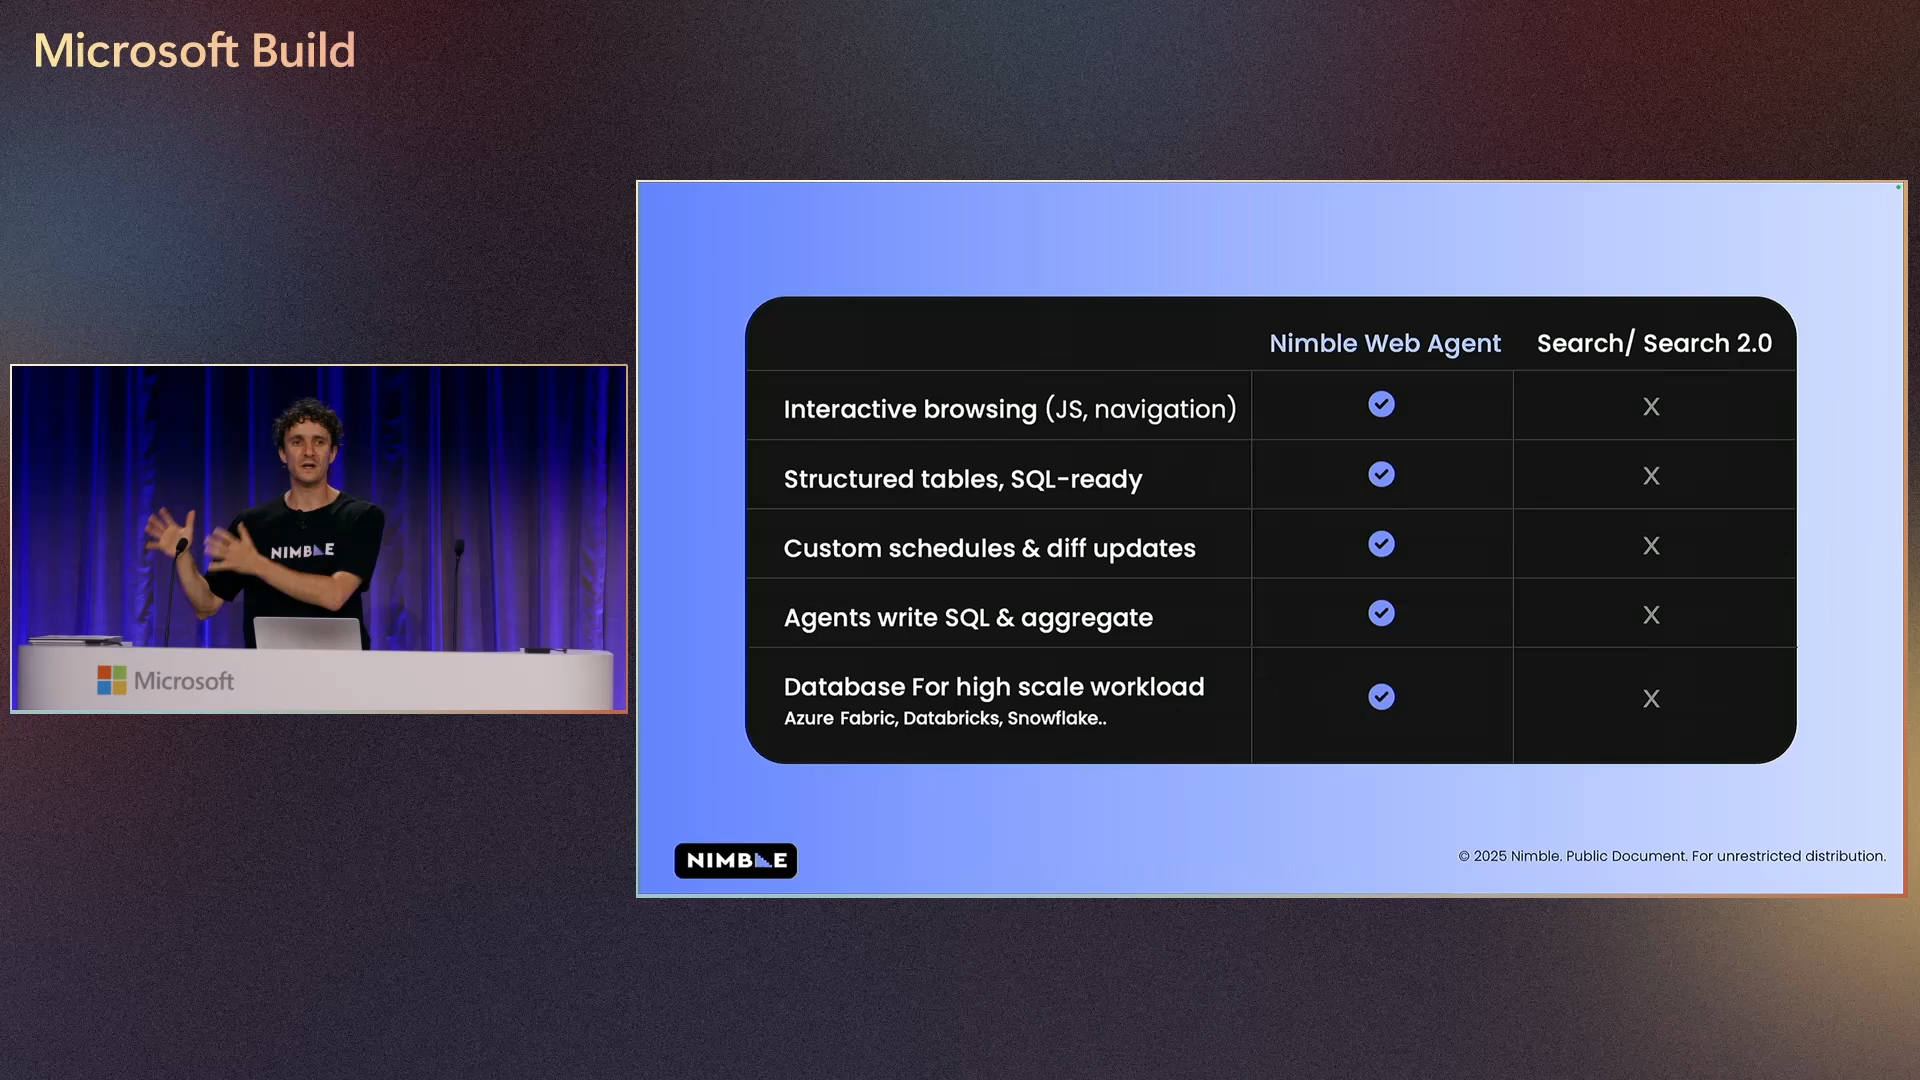 Microsoft Build
NIMBLE
Microsoft
Nimble Web Agent Search/ Search 2.0
Interactive browsing (JS, navigation) X
Structured tables, SQL-ready X
Custom schedules & diff updates X
Agents write SQL & aggregate X
Database For high scale workload X
Azure Fabric, Databricks, Snowflake..
NIMBLE
© 2025 Nimble. Public Document. For unrestricted distribution.